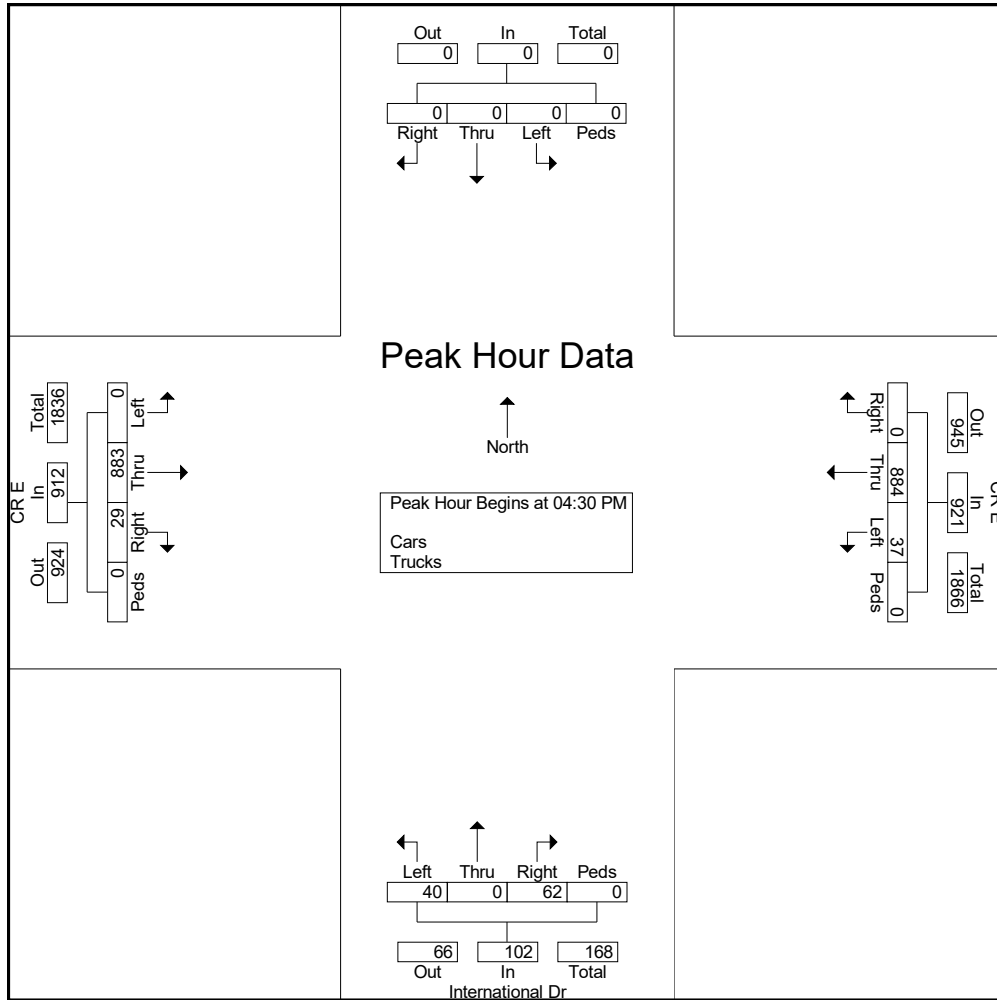 Out In Total
0 0 0
0 0 0 0
Right Thru Left Peds
Peak Hour Data
North
Peak Hour Begins at 04:30 PM
Cars
Trucks
CR E
Out In Total
924 912 1836
0 29 883 0
Peds Right Thru Left
CR E
Out In Total
945 921 1866
0 884 37 0
Right Thru Left Peds
Left Thru Right Peds
40 0 62 0
66 102 168
Out In Total
International Dr